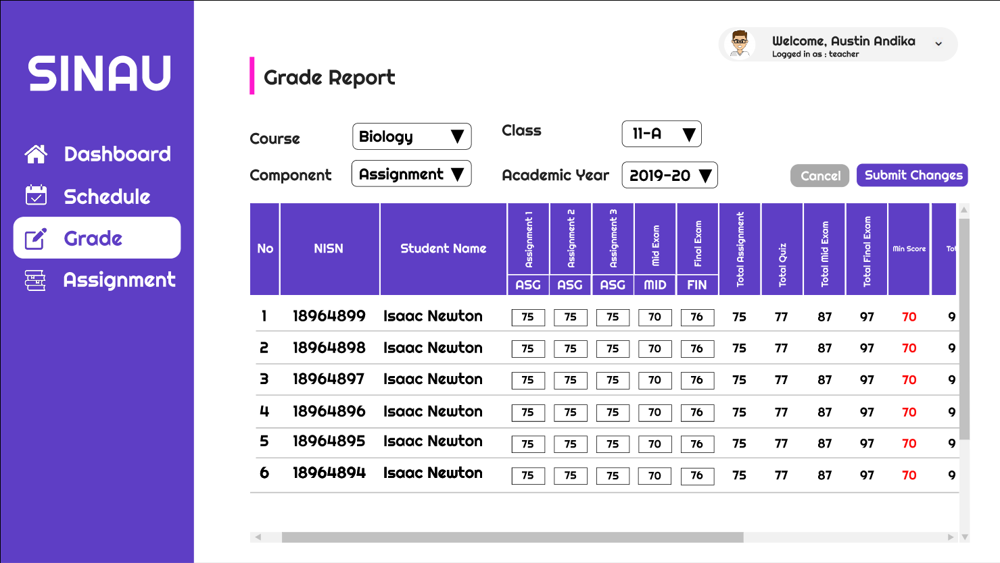 SINAU
Dashboard
Schedule
Grade
Assignment
Welcome, Austin Andika
Logged in as : teacher
Grade Report
Course Biology Class 11-A
Component Assignment Academic Year 2019-20 Cancel Submit Changes
No NISN Student Name Assignment 1 Assignment 2 Assignment 3 Mid Exam Final Exam Total Assignment Total Quiz Total Mid Exam Total Final Exam Min Score
ASG ASG ASG MID FIN
1 18964899 Isaac Newton 75 75 75 70 76 75 77 87 97 70 9
2 18964898 Isaac Newton 75 75 75 70 76 75 77 87 97 70 9
3 18964897 Isaac Newton 75 75 75 70 76 75 77 87 97 70 9
4 18964896 Isaac Newton 75 75 75 70 76 75 77 87 97 70 9
5 18964895 Isaac Newton 75 75 75 70 76 75 77 87 97 70 9
6 18964894 Isaac Newton 75 75 75 70 76 75 77 87 97 70 9